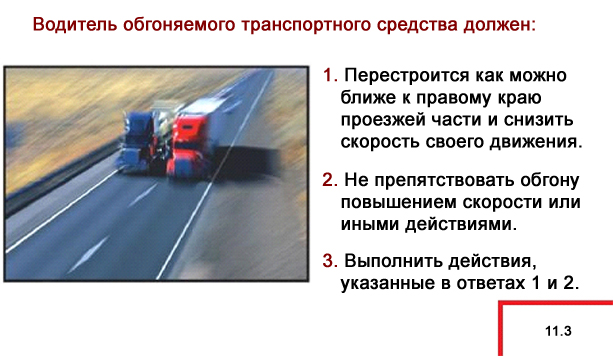 Водитель обгоняемого транспортного средства должен:
1. Перестроится как можно
ближе к правому краю
проезжей части и снизить
скорость своего движения.
2. Не препятствовать обгону
повышением скорости или
иными действиями.
3. Выполнить действия,
указанные в ответах 1 и 2.
11.3